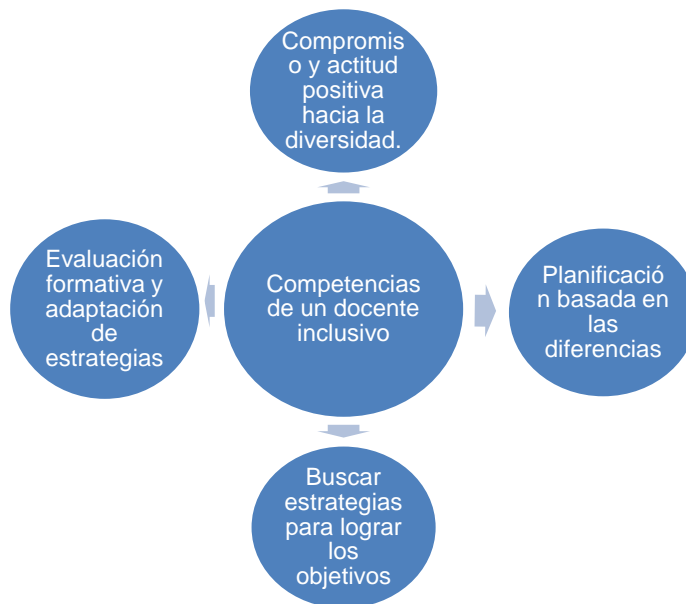 Compromis
o y actitud
positiva
hacia la
diversidad.
Evaluación
formativa y
adaptación
de
estrategias
Competencias
de un docente
inclusivo
Planificació
n basada en
las
diferencias
Buscar
estrategias
para lograr
los
objetivos